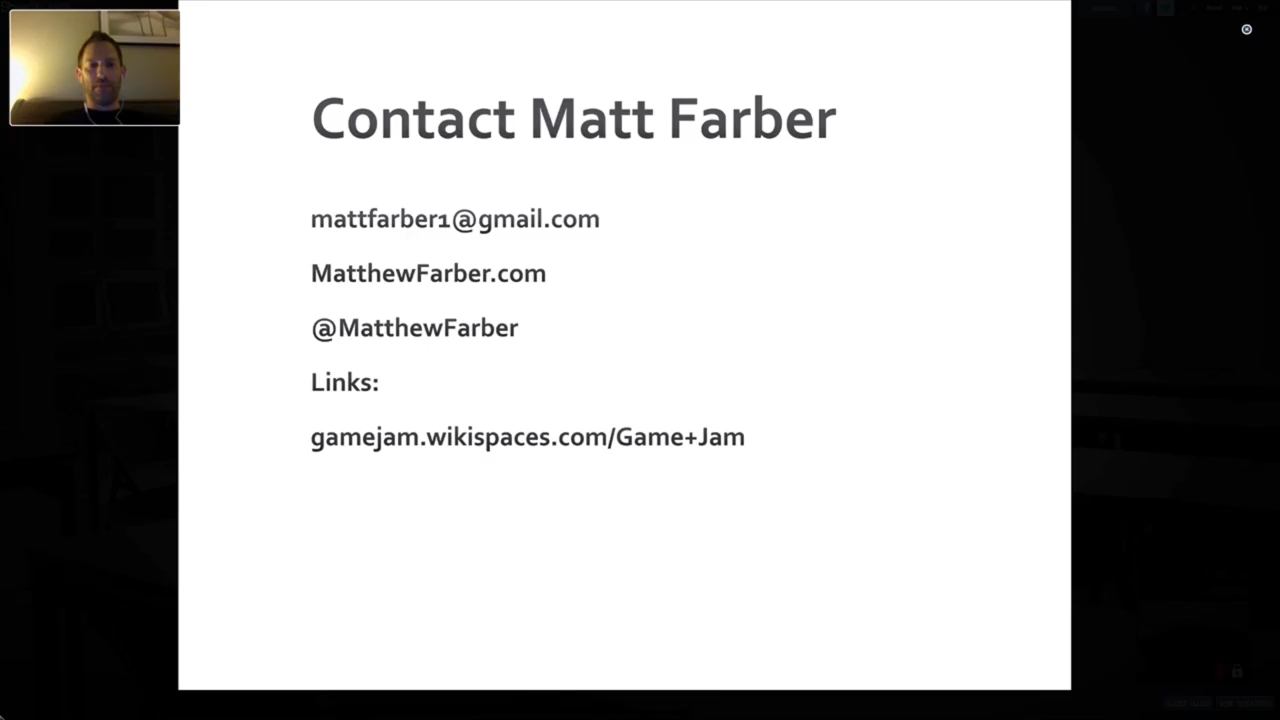 Contact Matt Farber
mattfarber1@gmail.com
MatthewFarber.com
@MatthewFarber
Links:
gamejam.wikispaces.com/Game+Jam